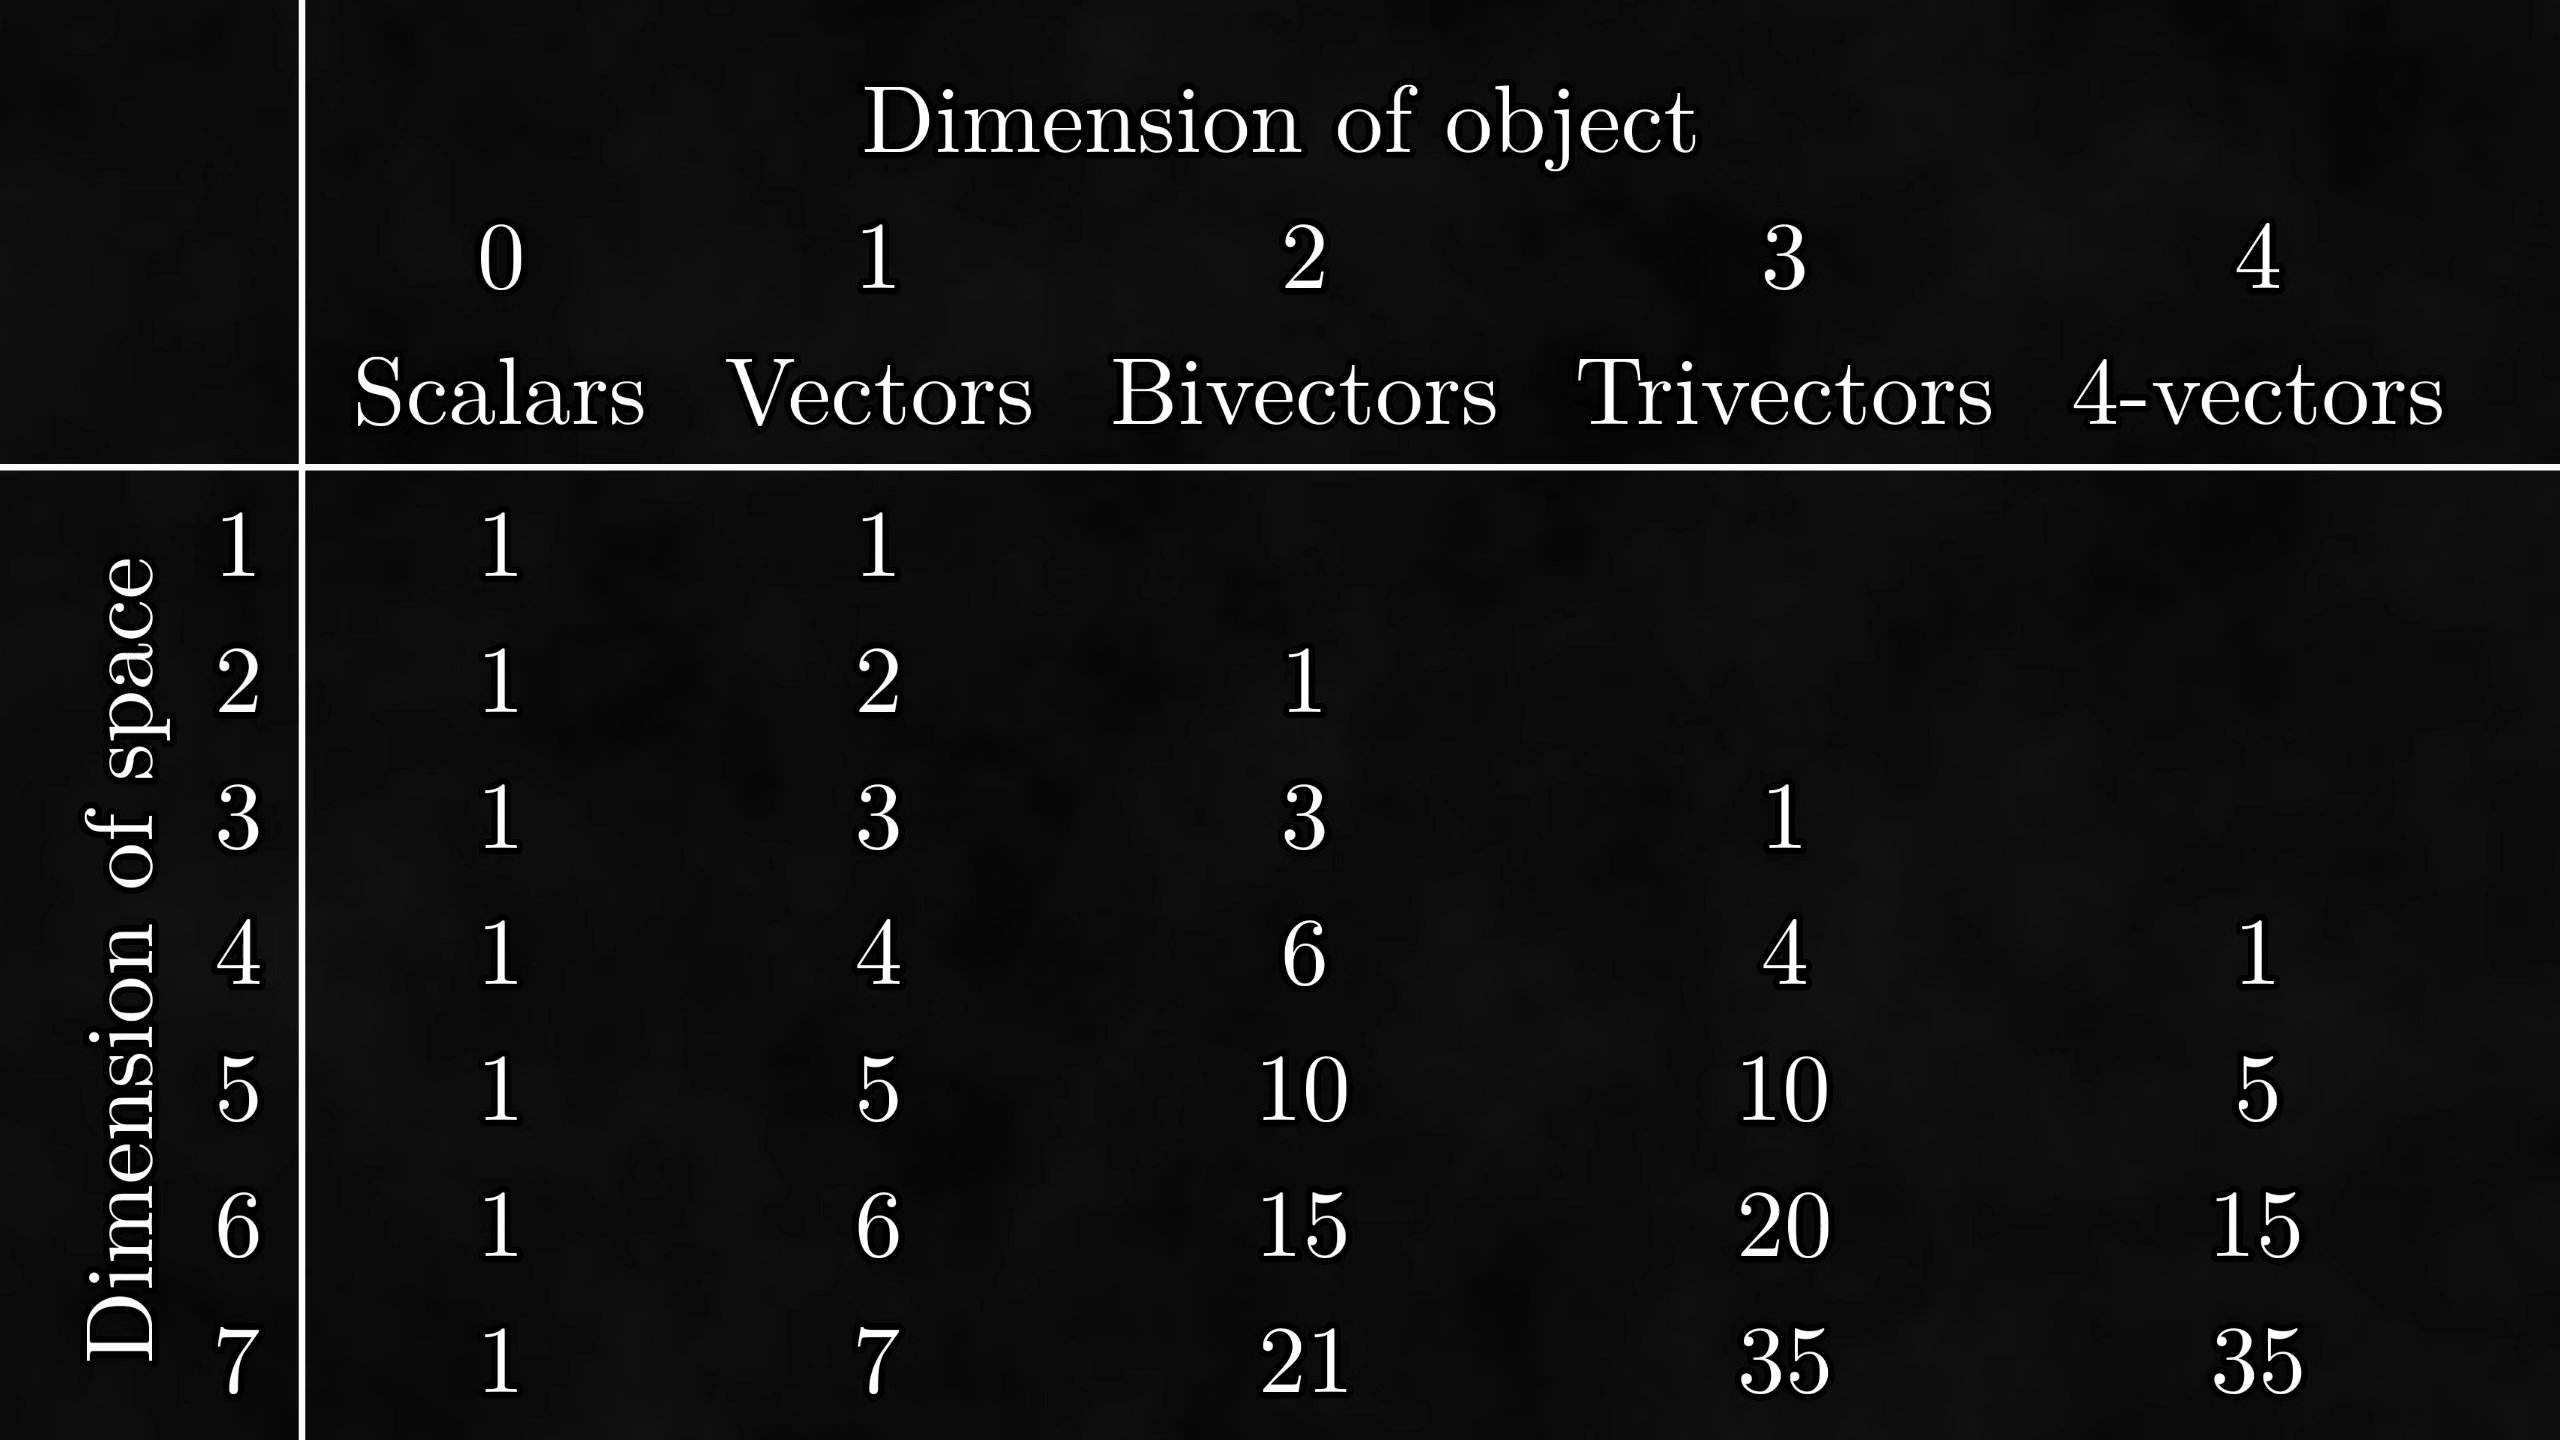 Dimension of object
0 1 2 3 4
Scalars Vectors Bivectors Trivectors 4-vectors
Dimension of space
1 1 1
2 1 2 1
3 1 3 3 1
4 1 4 6 4 1
5 1 5 10 10 5
6 1 6 15 20 15
7 1 7 21 35 35